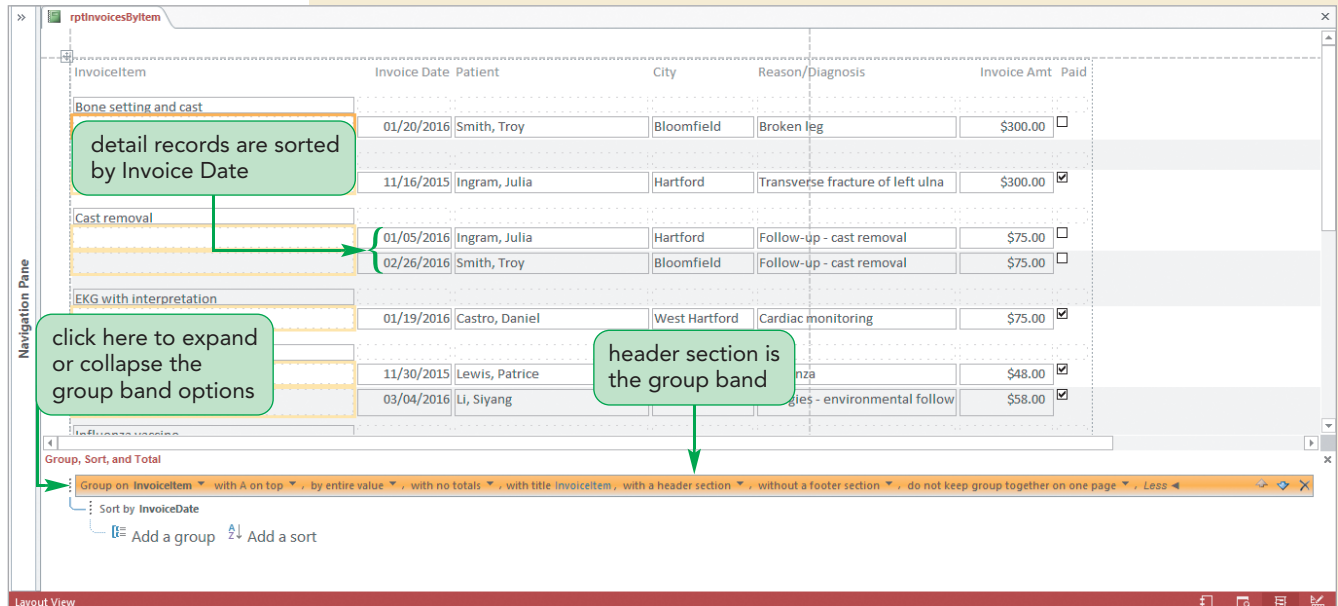 »
rptInvoicesByItem
×
InvoiceItem Invoice Date Patient City Reason/Diagnosis Invoice Amt Paid
Bone setting and cast
01/20/2016 Smith, Troy Bloomfield Broken leg $300.00
detail records are sorted
by Invoice Date
11/16/2015 Ingram, Julia Hartford Transverse fracture of left ulna $300.00
Cast removal
01/05/2016 Ingram, Julia Hartford Follow-up - cast removal $75.00
02/26/2016 Smith, Troy Bloomfield Follow-up - cast removal $75.00
EKG with interpretation
01/19/2016 Castro, Daniel West Hartford Cardiac monitoring $75.00
Navigation Pane
click here to expand
or collapse the
group band options
header section is
the group band
11/30/2015 Lewis, Patrice $48.00
03/04/2016 Li, Siyang - environmental follow $58.00
Influenza vaccine
Group, Sort, and Total
Group on InvoiceItem with A on top , by entire value , with no totals , with title InvoiceItem , with a header section , without a footer section , do not keep group together on one page , Less
Sort by InvoiceDate
Add a group Add a sort
Layout View